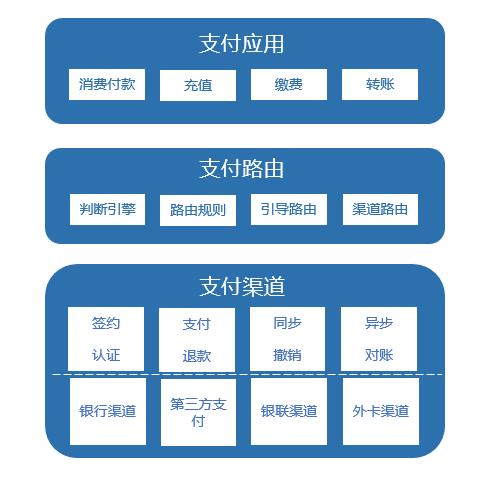 支付应用
消费付款 充值 缴费 转账
支付路由
判断引擎 路由规则 引导路由 渠道路由
支付渠道
签约 支付 同步 异步
认证 退款 撤销 对账
银行渠道 第三方支付 银联渠道 外卡渠道